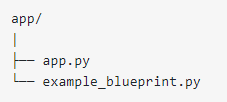 app/
|
├── app.py
└── example_blueprint.py